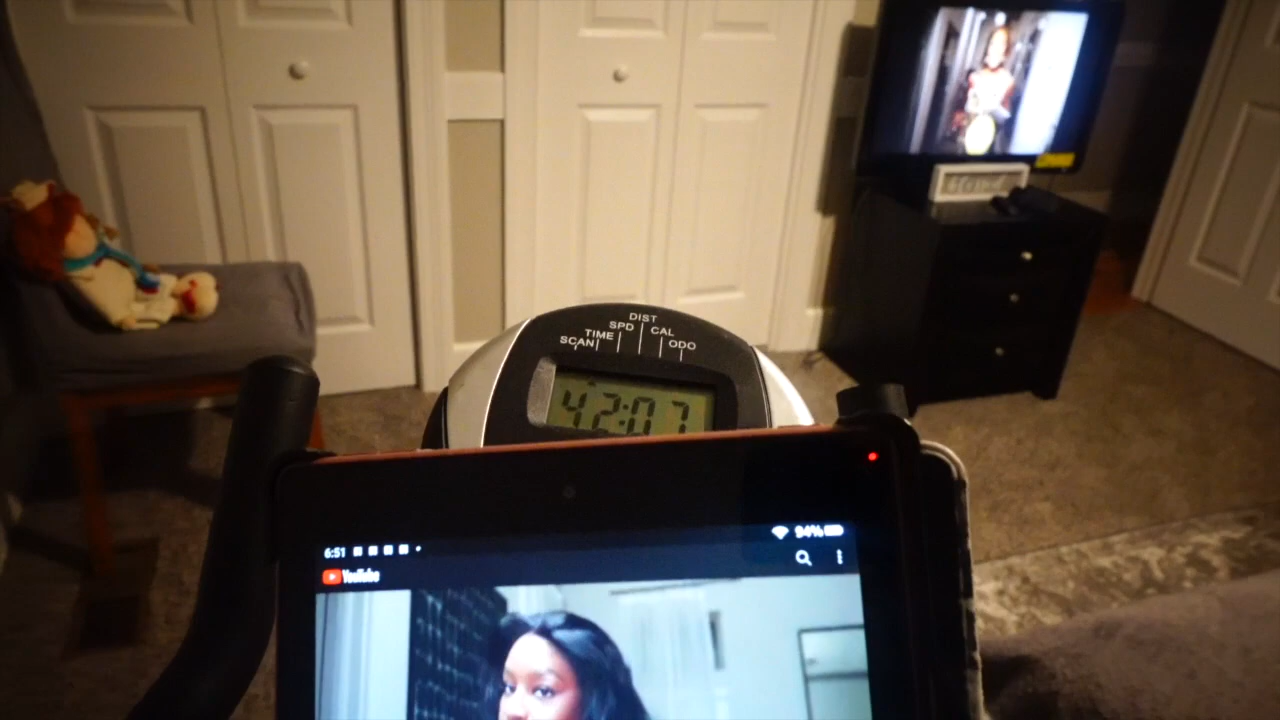 DIST
SPD CAL
TIME
SCAN ODO
42:07
6:51 94%
YouTube